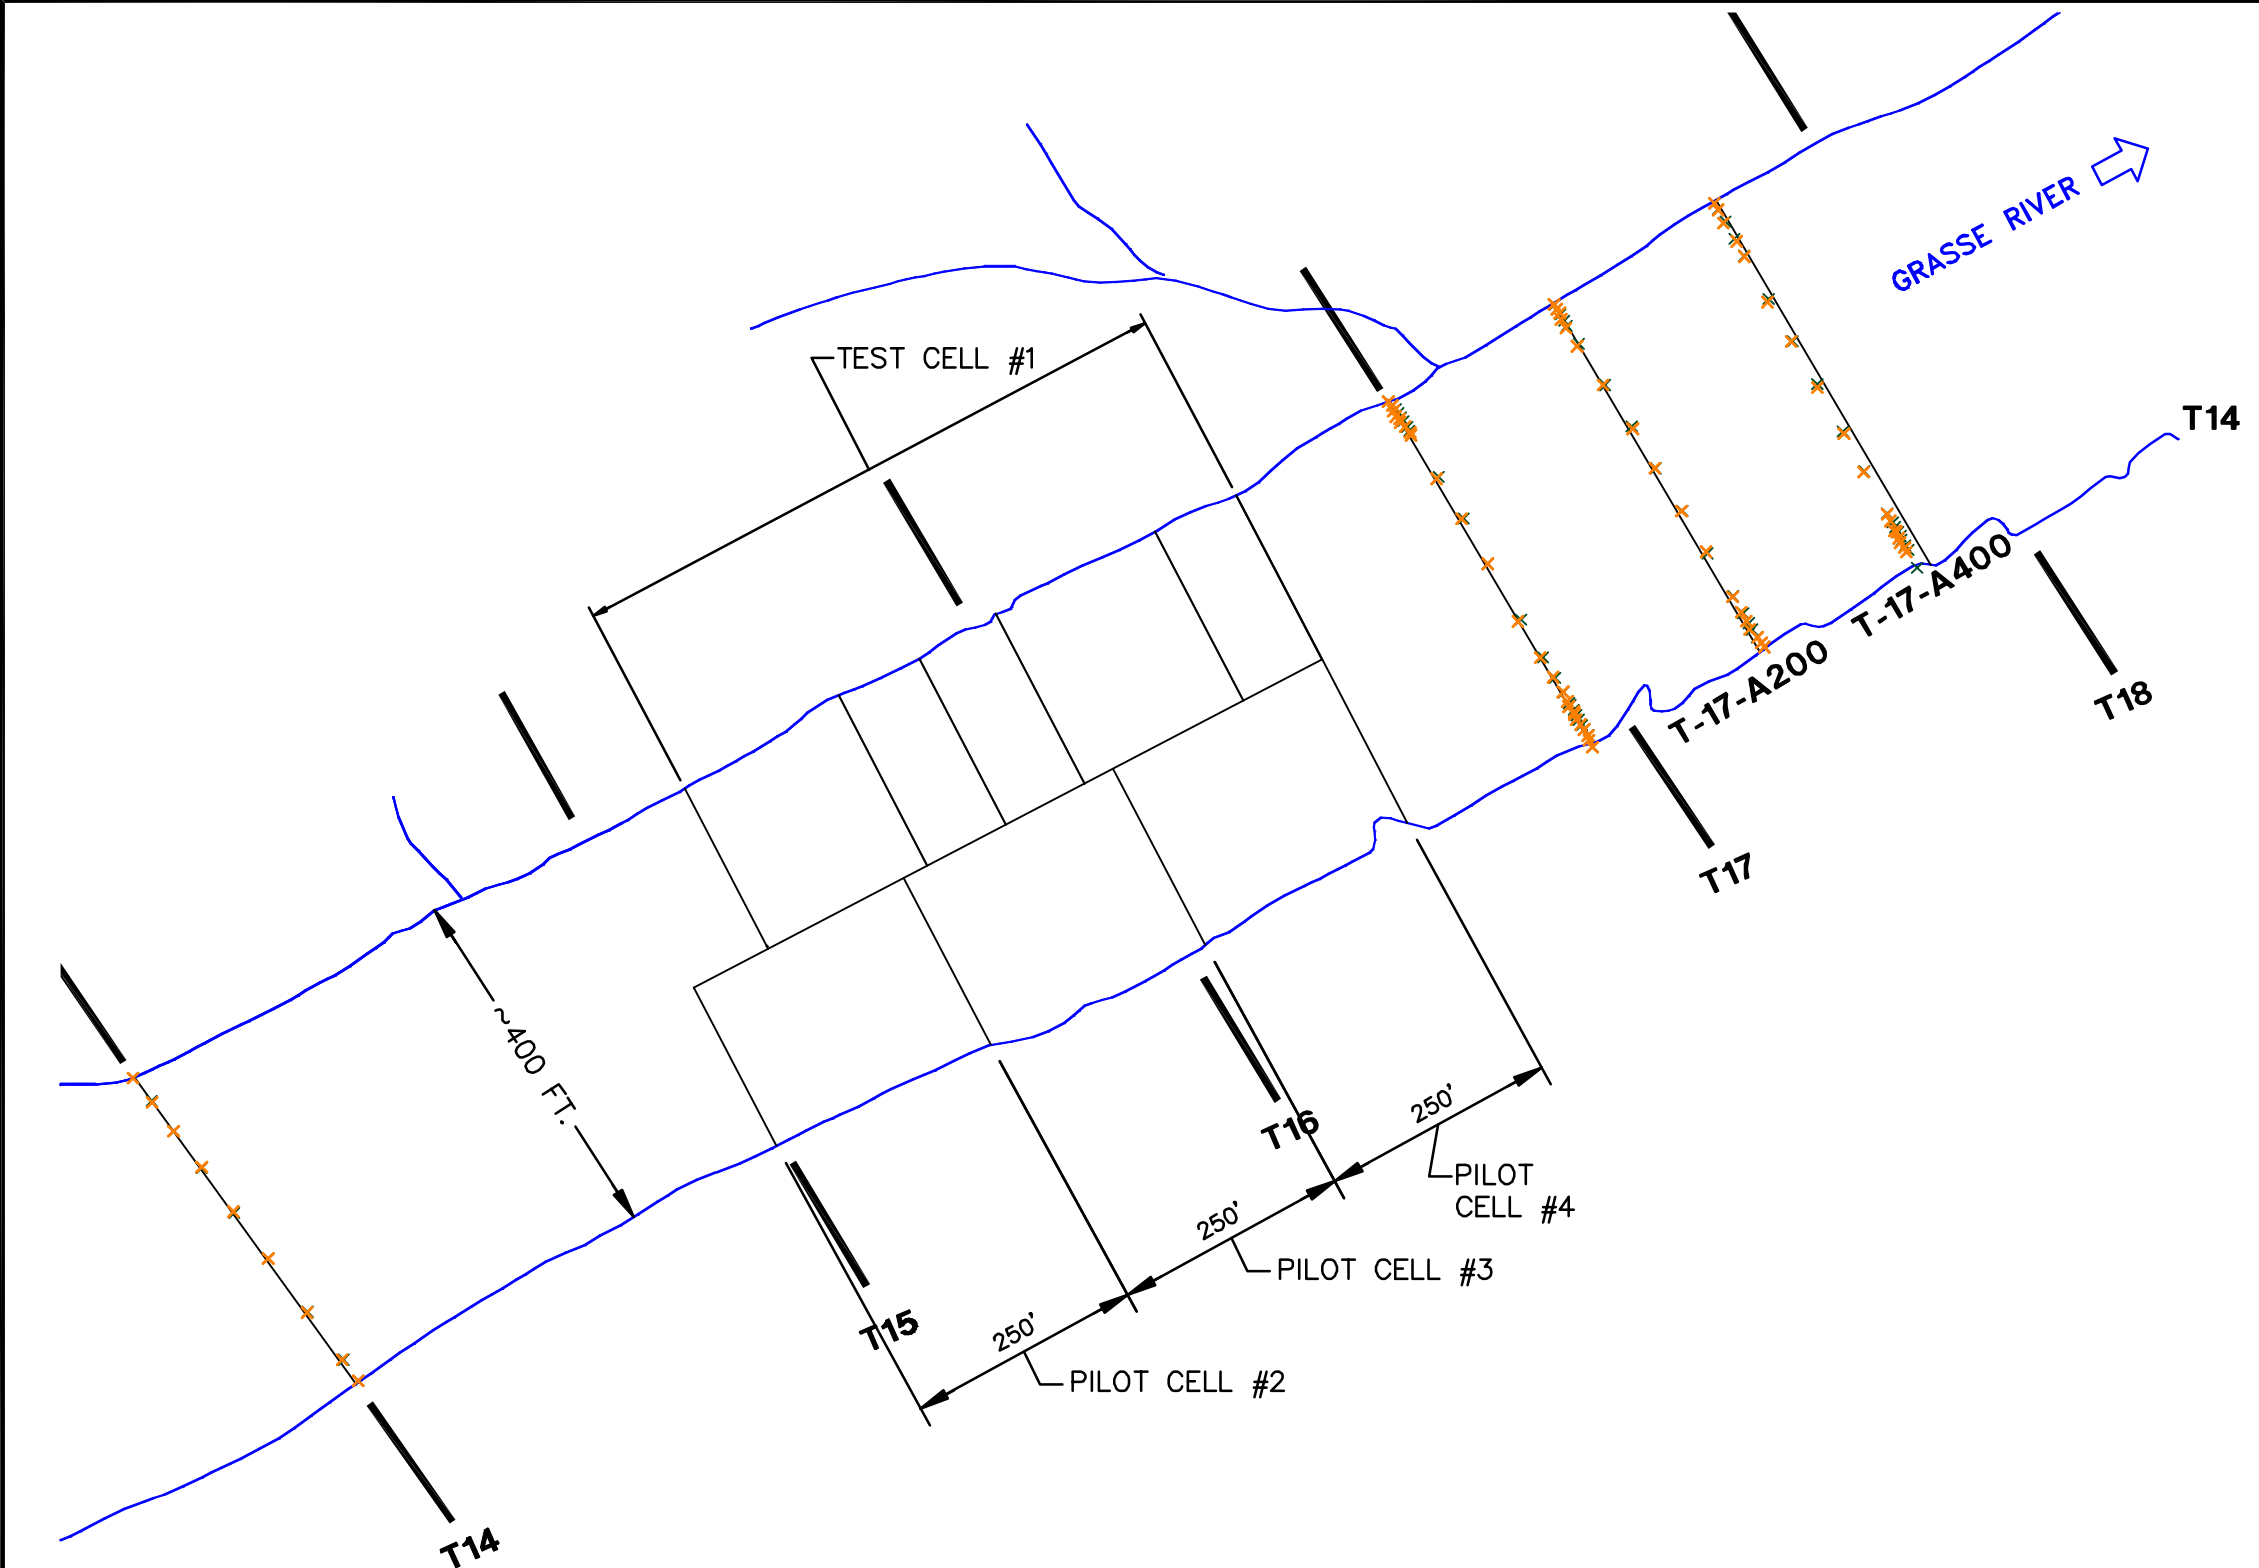 GRASSE RIVER
TEST CELL #1
T14
T-17-A400
T-17-A200
T18
T17
~400 FT.
250'
T16
PILOT
CELL #4
250'
PILOT CELL #3
T15
250'
PILOT CELL #2
T14